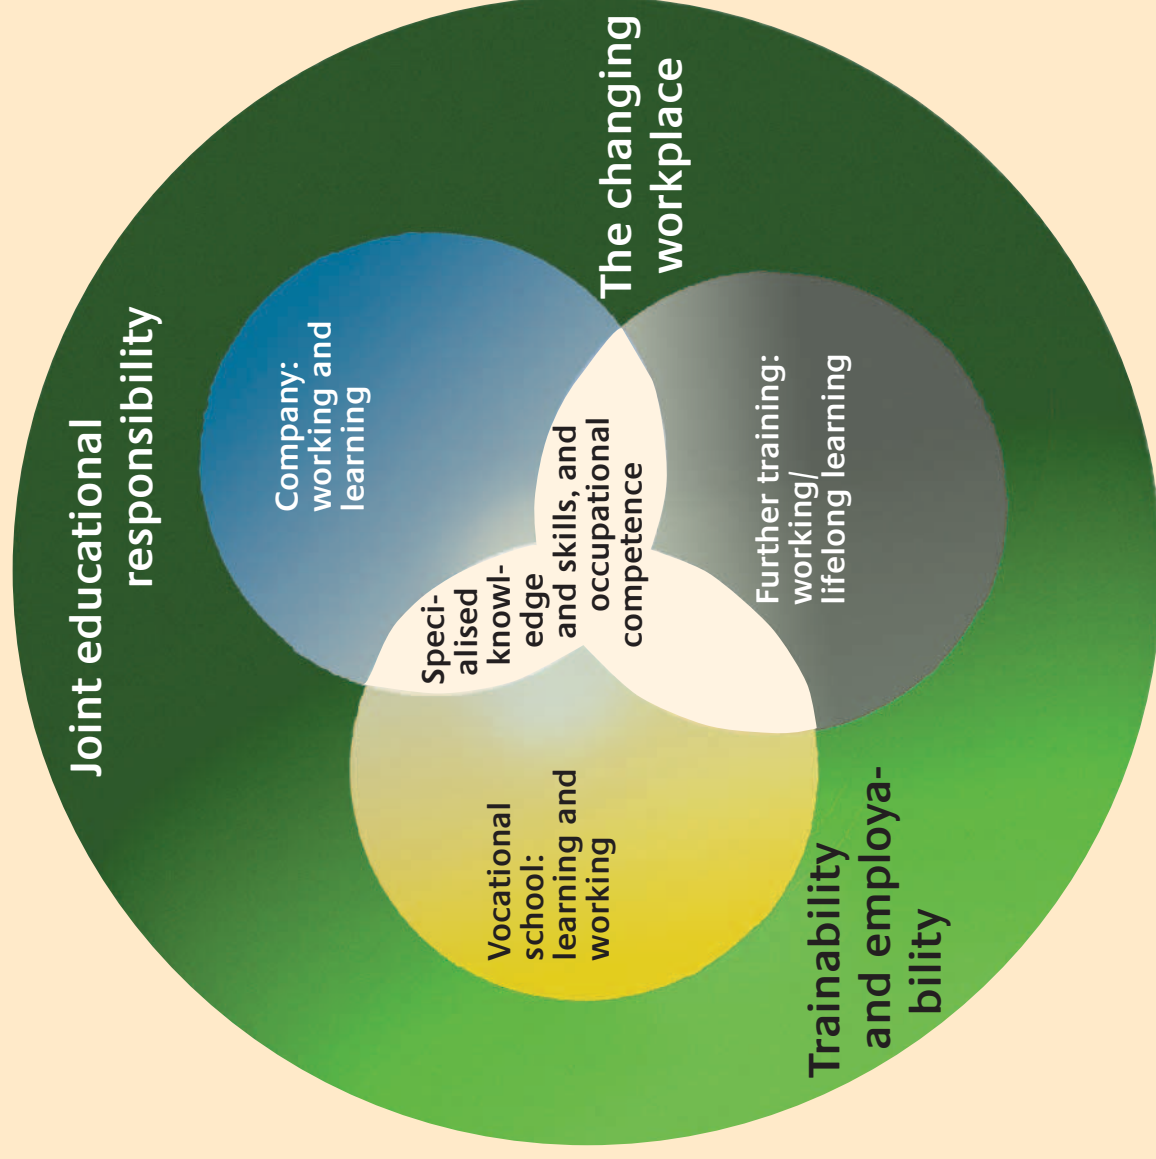 Joint educational
responsibility
Company:
working and
learning
The changing
workplace
Speci-
alised
knowl-
edge
and skills, and
occupational
competence
Vocational
school:
learning and
working
Further training:
working/
lifelong learning
Trainability
and employa-
bility